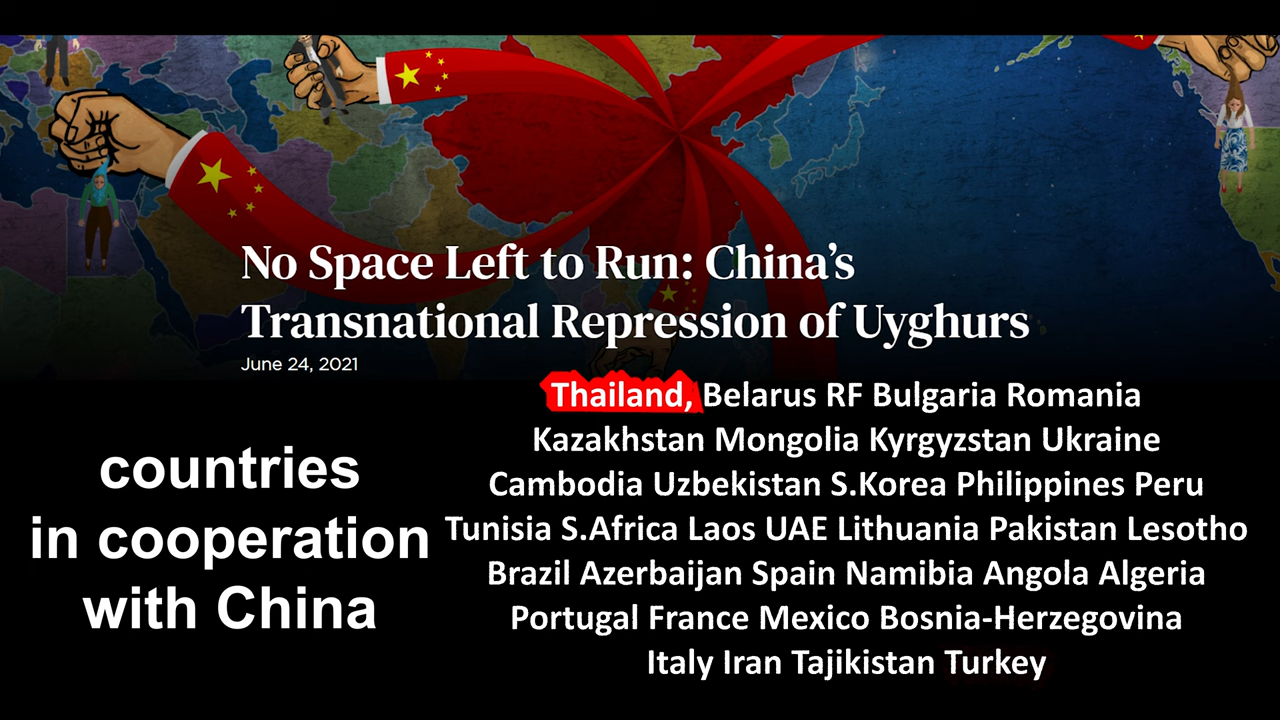 No Space Left to Run: China’s
Transnational Repression of Uyghurs
June 24, 2021
countries
in cooperation
with China
Thailand, Belarus RF Bulgaria Romania
Kazakhstan Mongolia Kyrgyzstan Ukraine
Cambodia Uzbekistan S.Korea Philippines Peru
Tunisia S.Africa Laos UAE Lithuania Pakistan Lesotho
Brazil Azerbaijan Spain Namibia Angola Algeria
Portugal France Mexico Bosnia-Herzegovina
Italy Iran Tajikistan Turkey